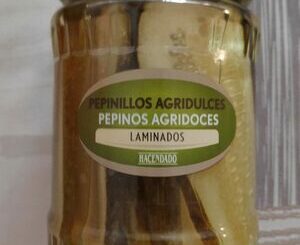 PEPINILLOS AGRIDULCES
PEPINOS AGRIDOCES
LAMINADOS
HACENDADO